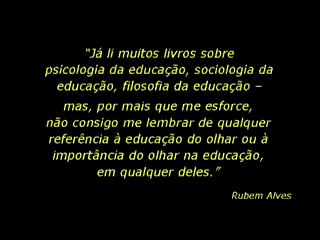 “Já li muitos livros sobre
psicologia da educação, sociologia da
educação, filosofia da educação –
mas, por mais que me esforce,
não consigo me lembrar de qualquer
referência à educação do olhar ou à
importância do olhar na educação,
em qualquer deles.”
Rubem Alves